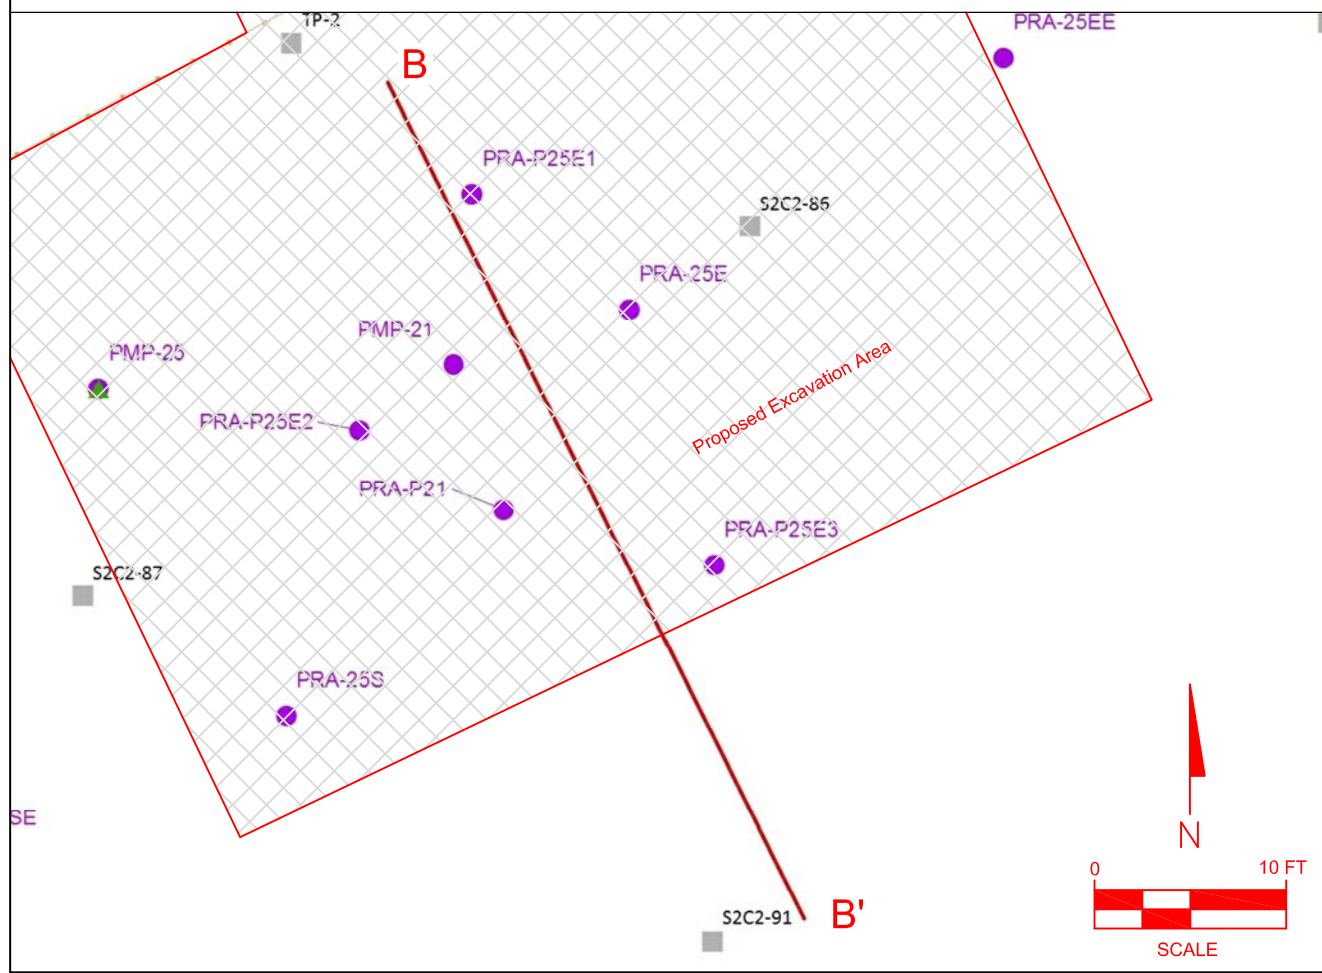 TP-2
PRA-25EE
B
PRA-P25E1
S2C2-86
PRA-25E
PMP-21
PMP-25
Proposed Excavation Area
PRA-P25E2
PRA-P21
PRA-P25E3
S2C2-87
PRA-25S
SE
N
0 10 FT
S2C2-91
B'
SCALE